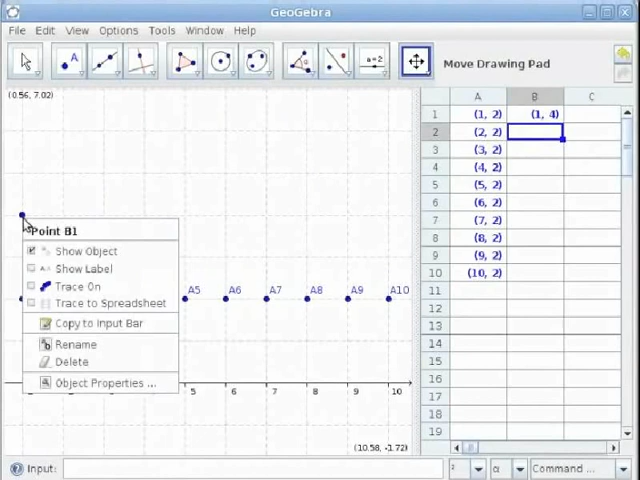 GeoGebra
File Edit View Options Tools Window Help
A
a=2
Move Drawing Pad
(0.56, 7.02)
A B C
1 (1, 2) (1, 4)
2 (2, 2)
3 (3, 2)
4 (4, 2)
5 (5, 2)
6 (6, 2)
7 (7, 2)
8 (8, 2)
9 (9, 2)
10 (10, 2)
11
12
13
14
15
16
17
18
19
Point B1
Show Object
AA Show Label
Trace On
Trace to Spreadsheet
Copy to Input Bar
Rename
Delete
Object Properties ...
A5 A6 A7 A8 A9 A10
5 6 7 8 9 10
(10.58, -1.72)
Input: ² α Command ...